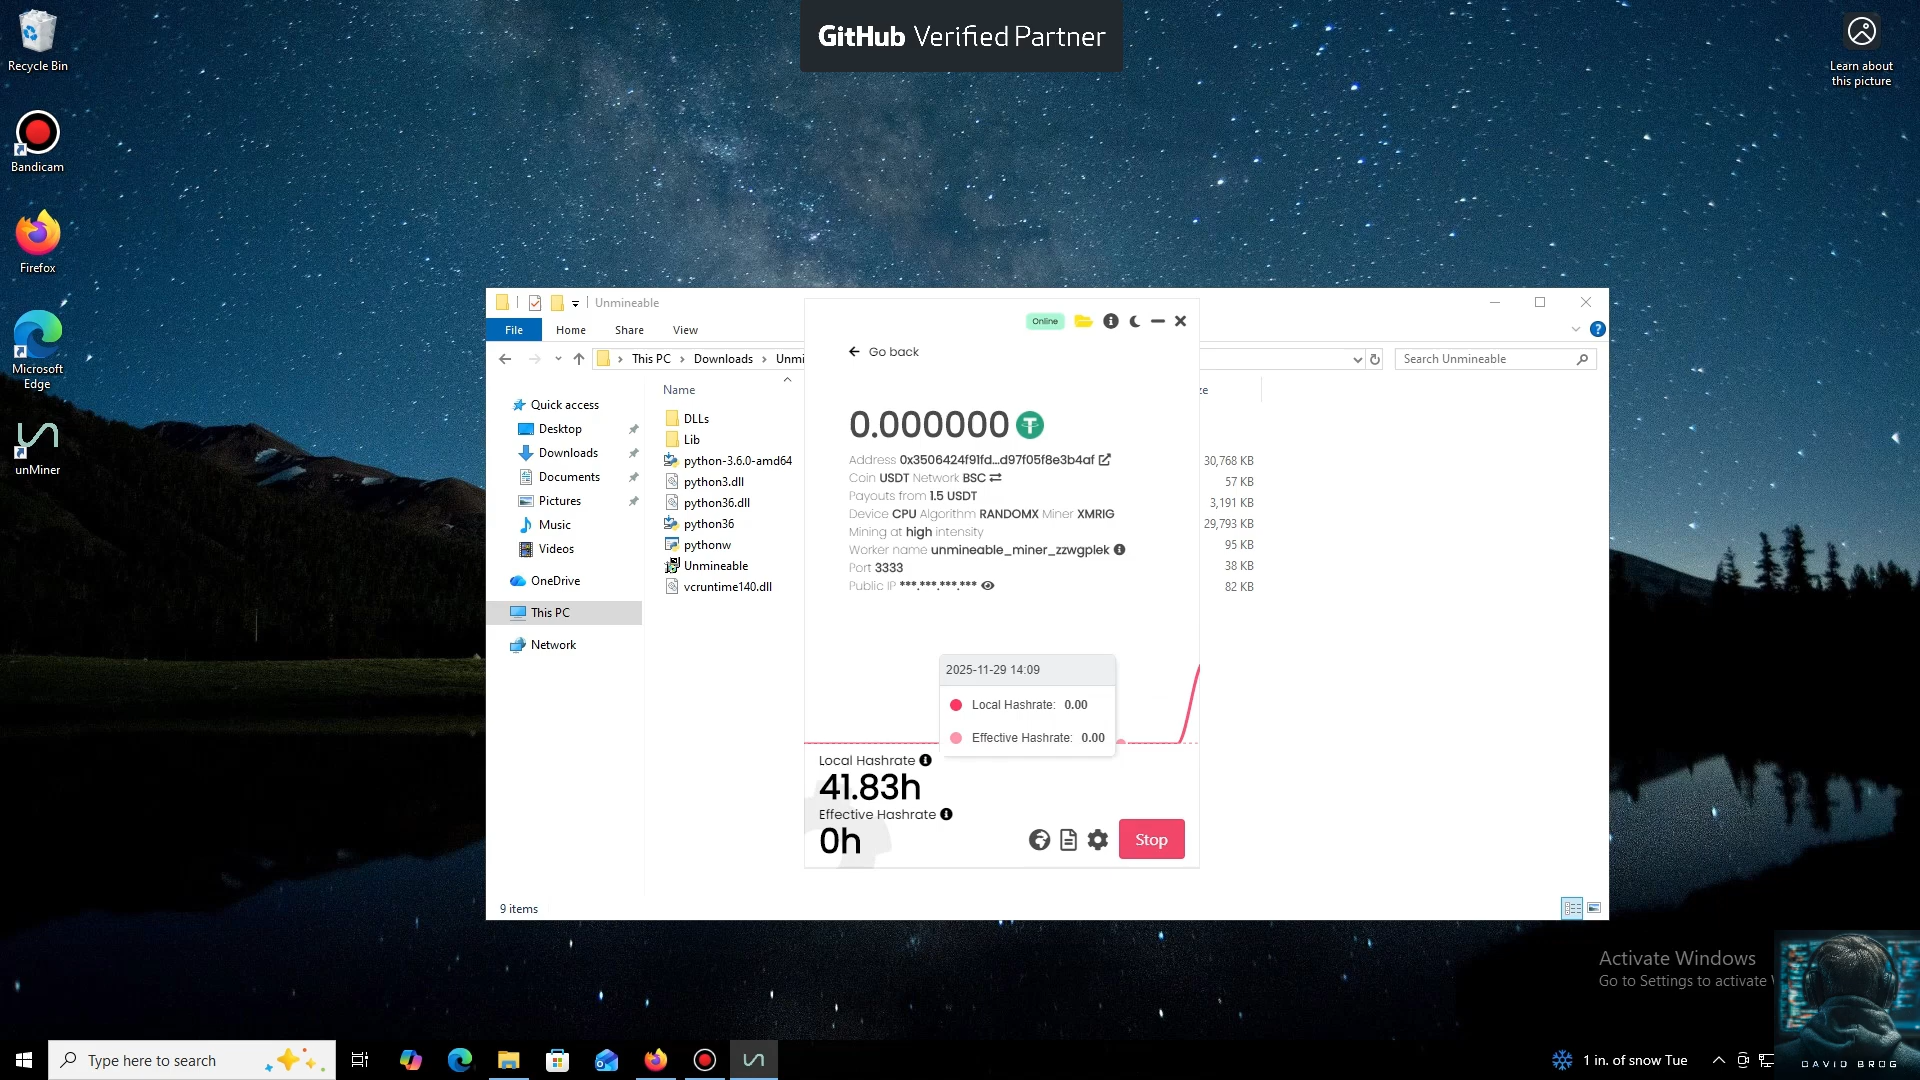 GitHub Verified Partner
Recycle Bin
Learn about
this picture
Bandicam
Firefox
Microsoft
Edge
unMiner
Unmineable
File
Home
Share
View
This PC
Downloads
Unmi
Search Unmineable
Quick access
Desktop
Downloads
Documents
Pictures
Music
Videos
OneDrive
This PC
Network
9 items
Name
DLLs
Lib
python-3.6.0-amd64
python3.dll
python36.dll
python36
pythonw
Unmineable
vcruntime140.dll
ze
30,768 KB
57 KB
3,191 KB
29,793 KB
95 KB
38 KB
82 KB
Online
Go back
0.000000
Address 0x3506424f91fd...d97f05f8e3b4af
Coin USDT Network BSC
Payouts from 1.5 USDT
Device CPU Algorithm RANDOMX Miner XMRIG
Mining at high intensity
Worker name unmineable_miner_zzwgplek
Port 3333
Public IP ***.***.***.***
2025-11-29 14:09
Local Hashrate: 0.00
Effective Hashrate: 0.00
Local Hashrate
41.83h
Effective Hashrate
0h
Stop
Activate Windows
Go to Settings to activate
DAVID BROG
Type here to search
1 in. of snow Tue